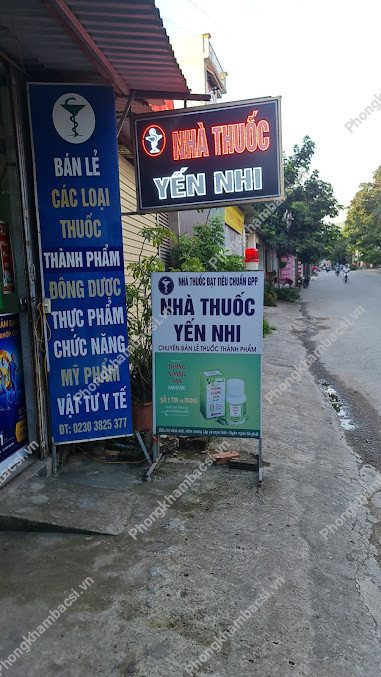 BÁN LẺ
CÁC LOẠI
THUỐC
THÀNH PHẨM
ĐÔNG DƯỢC
THỰC PHẨM
CHỨC NĂNG
MỸ PHẨM
VẬT TƯ Y TẾ
ĐT: 0230 3825 377
NHÀ THUỐC
YẾN NHI
NHÀ THUỐC ĐẠT TIÊU CHUẨN GPP
NHÀ THUỐC
YẾN NHI
CHUYÊN BÁN LẺ THUỐC THÀNH PHẨM
Phongkhambacsi.vn